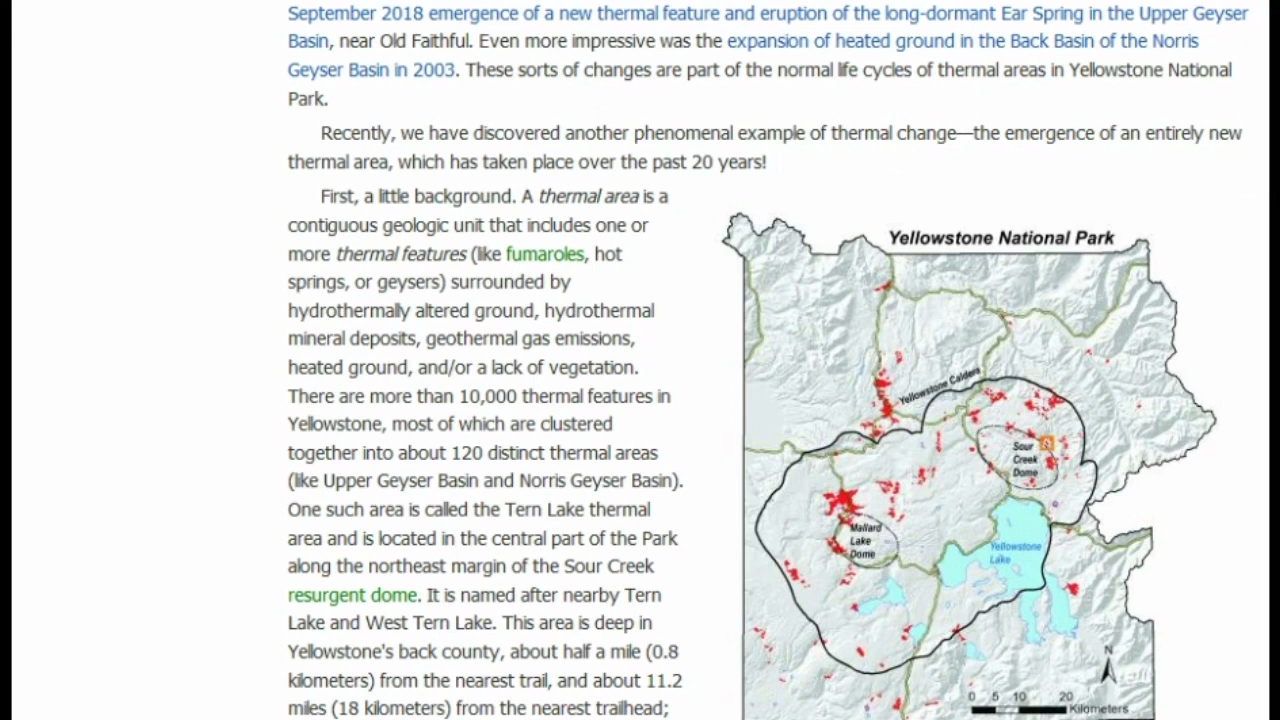 September 2018 emergence of a new thermal feature and eruption of the long-dormant Ear Spring in the Upper Geyser
Basin, near Old Faithful. Even more impressive was the expansion of heated ground in the Back Basin of the Norris
Geyser Basin in 2003. These sorts of changes are part of the normal life cycles of thermal areas in Yellowstone National
Park.
Recently, we have discovered another phenomenal example of thermal change—the emergence of an entirely new
thermal area, which has taken place over the past 20 years!
First, a little background. A thermal area is a
contiguous geologic unit that includes one or
more thermal features (like fumaroles, hot
springs, or geysers) surrounded by
hydrothermally altered ground, hydrothermal
mineral deposits, geothermal gas emissions,
heated ground, and/or a lack of vegetation.
There are more than 10,000 thermal features in
Yellowstone, most of which are clustered
together into about 120 distinct thermal areas
(like Upper Geyser Basin and Norris Geyser Basin).
One such area is called the Tern Lake thermal
area and is located in the central part of the Park
along the northeast margin of the Sour Creek
resurgent dome. It is named after nearby Tern
Lake and West Tern Lake. This area is deep in
Yellowstone's back county, about half a mile (0.8
kilometers) from the nearest trail, and about 11.2
miles (18 kilometers) from the nearest trailhead;
Yellowstone National Park
Yellowstone Caldera
Sour
Creek
Dome
Mallard
Lake
Dome
Yellowstone
Lake
N
0 5 10 20
Kilometers